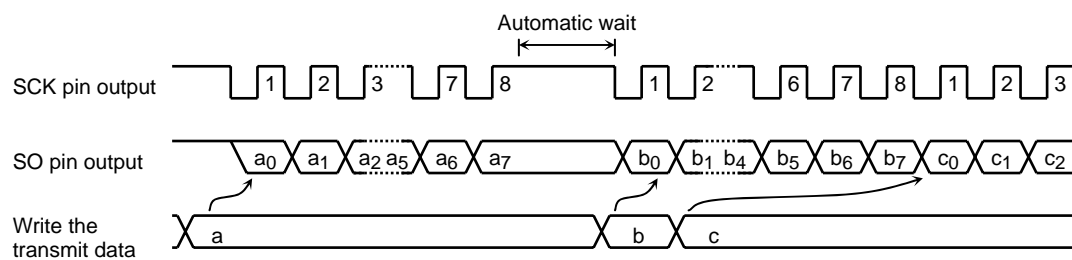 Automatic wait
SCK pin output 1 2 3 7 8 1 2 6 7 8 1 2 3
SO pin output a0 a1 a2 a5 a6 a7 b0 b1 b4 b5 b6 b7 c0 c1 c2
Write the
transmit data
a b c